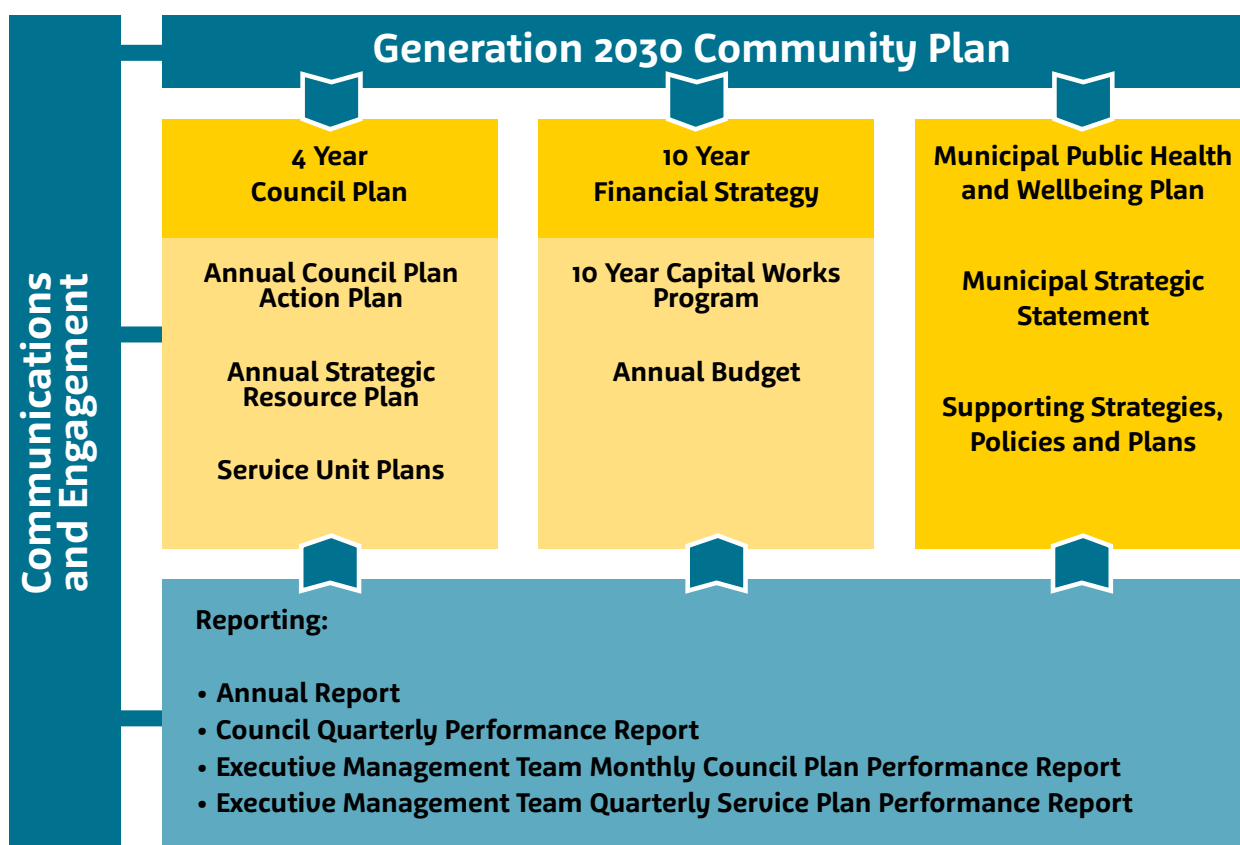 Generation 2030 Community Plan
Communications
and Engagement
4 Year
Council Plan
Annual Council Plan
Action Plan
Annual Strategic
Resource Plan
Service Unit Plans
10 Year
Financial Strategy
10 Year Capital Works
Program
Annual Budget
Municipal Public Health
and Wellbeing Plan
Municipal Strategic
Statement
Supporting Strategies,
Policies and Plans
Reporting:
• Annual Report
• Council Quarterly Performance Report
• Executive Management Team Monthly Council Plan Performance Report
• Executive Management Team Quarterly Service Plan Performance Report